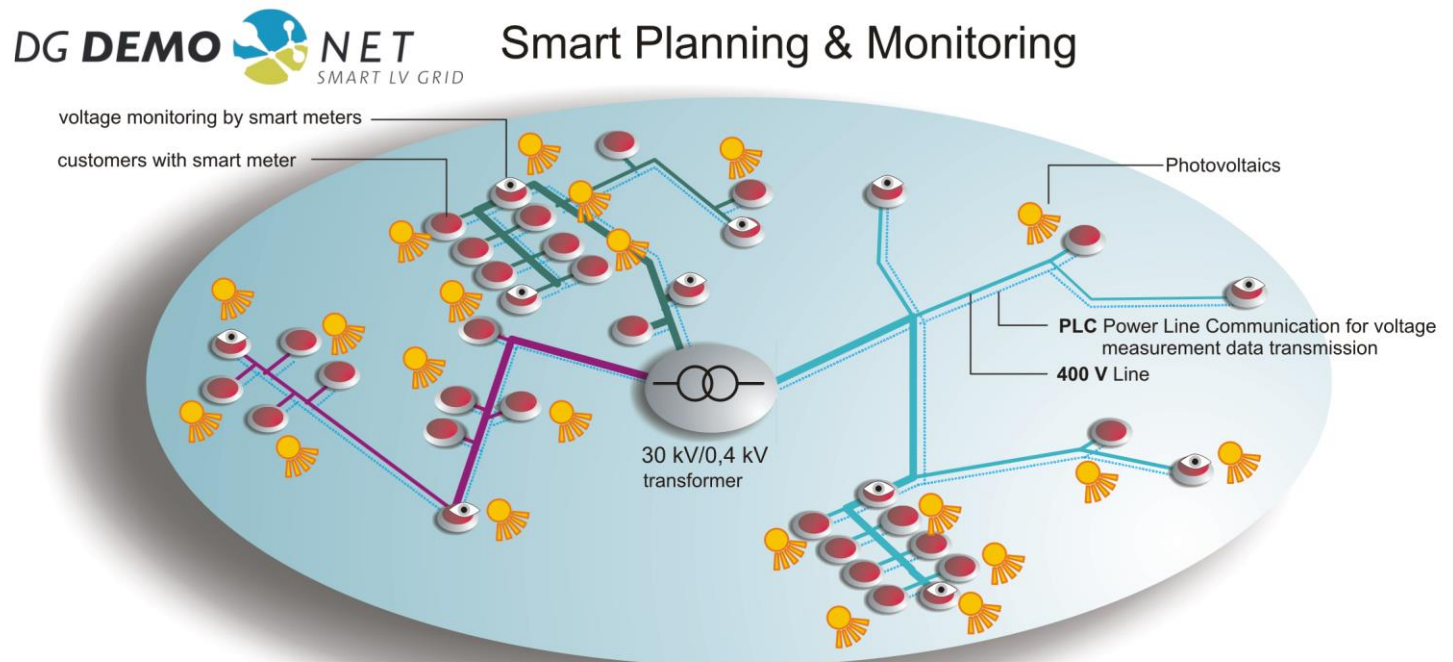 DG DEMO NET
SMART LV GRID
Smart Planning & Monitoring
voltage monitoring by smart meters
customers with smart meter
Photovoltaics
PLC Power Line Communication for voltage
measurement data transmission
400 V Line
30 kV/0,4 kV
transformer